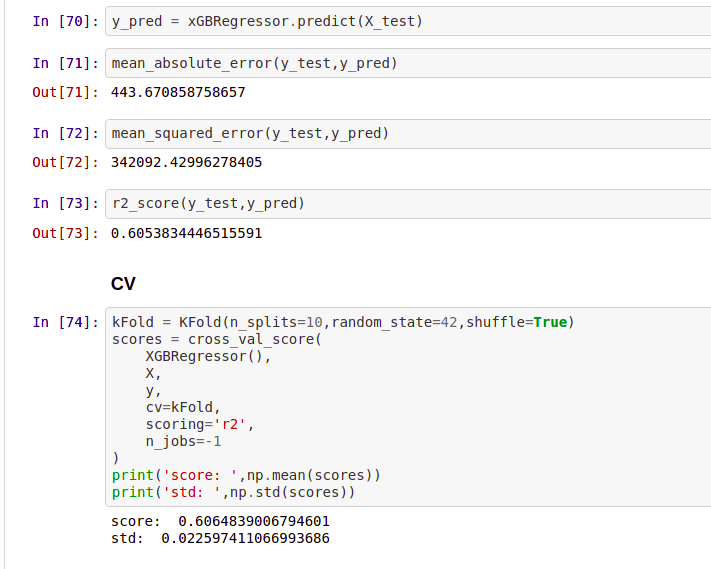 In [70]: y_pred = xGBRegressor.predict(X_test)
In [71]: mean_absolute_error(y_test,y_pred)
Out[71]: 443.670858758657
In [72]: mean_squared_error(y_test,y_pred)
Out[72]: 342092.42996278405
In [73]: r2_score(y_test,y_pred)
Out[73]: 0.6053834446515591
CV
In [74]: kFold = KFold(n_splits=10,random_state=42,shuffle=True)
scores = cross_val_score(
    XGBRegressor(),
    X,
    y,
    cv=kFold,
    scoring='r2',
    n_jobs=-1
)
print('score: ',np.mean(scores))
print('std: ',np.std(scores))
score:  0.6064839006794601
std:  0.022597411066993686